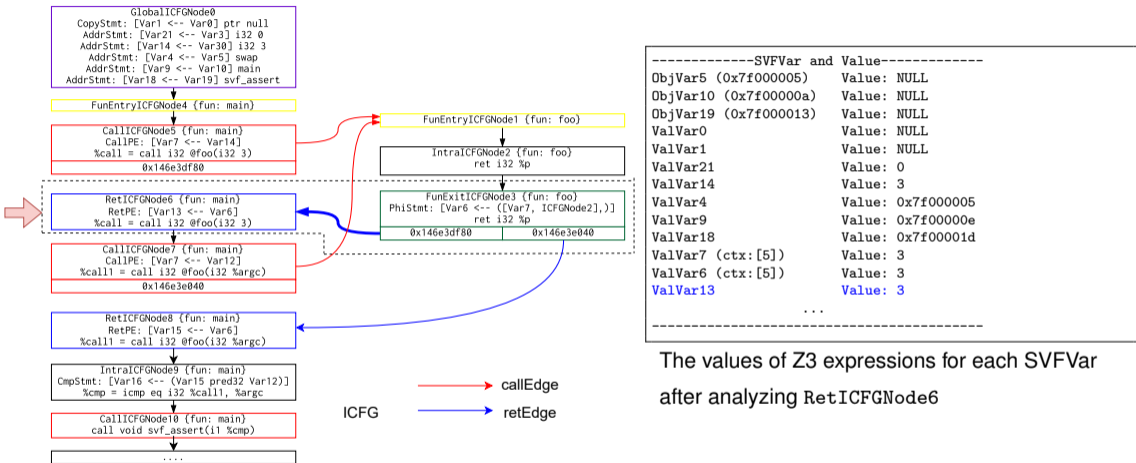 GlobalICFGNode0
CopyStmt: [Var1 <-- Var0] ptr null
AddrStmt: [Var21 <-- Var3] i32 0
AddrStmt: [Var14 <-- Var30] i32 3
AddrStmt: [Var4 <-- Var5] swap
AddrStmt: [Var9 <-- Var10] main
AddrStmt: [Var18 <-- Var19] svf_assert
FunEntryICFGNode4 {fun: main}
CallICFGNode5 {fun: main}
CallPE: [Var7 <-- Var14]
%call = call i32 @foo(i32 3)
0x146e3df80
RetICFGNode6 {fun: main}
RetPE: [Var13 <-- Var6]
%call = call i32 @foo(i32 3)
CallICFGNode7 {fun: main}
CallPE: [Var7 <-- Var12]
%call1 = call i32 @foo(i32 %argc)
0x146e3e040
RetICFGNode8 {fun: main}
RetPE: [Var15 <-- Var6]
%call1 = call i32 @foo(i32 %argc)
IntraICFGNode9 {fun: main}
CmpStmt: [Var16 <-- (Var15 pred32 Var12)]
%cmp = icmp eq i32 %call1, %argc
CallICFGNode10 {fun: main}
call void svf_assert(i1 %cmp)
....
FunEntryICFGNode1 {fun: foo}
IntraICFGNode2 {fun: foo}
ret i32 %p
FunExitICFGNode3 {fun: foo}
PhiStmt: [Var6 <-- ([Var7, ICFGNode2],)]
ret i32 %p
0x146e3df80 0x146e3e040
ICFG
callEdge
retEdge
-------------SVFVar and Value-------------
ObjVar5 (0x7f000005) Value: NULL
ObjVar10 (0x7f00000a) Value: NULL
ObjVar19 (0x7f000013) Value: NULL
ValVar0 Value: NULL
ValVar1 Value: NULL
ValVar21 Value: 0
ValVar14 Value: 3
ValVar4 Value: 0x7f000005
ValVar9 Value: 0x7f00000e
ValVar18 Value: 0x7f00001d
ValVar7 (ctx:[5]) Value: 3
ValVar6 (ctx:[5]) Value: 3
ValVar13 Value: 3
...
------------------------------------------
The values of Z3 expressions for each SVFVar
after analyzing RetICFGNode6